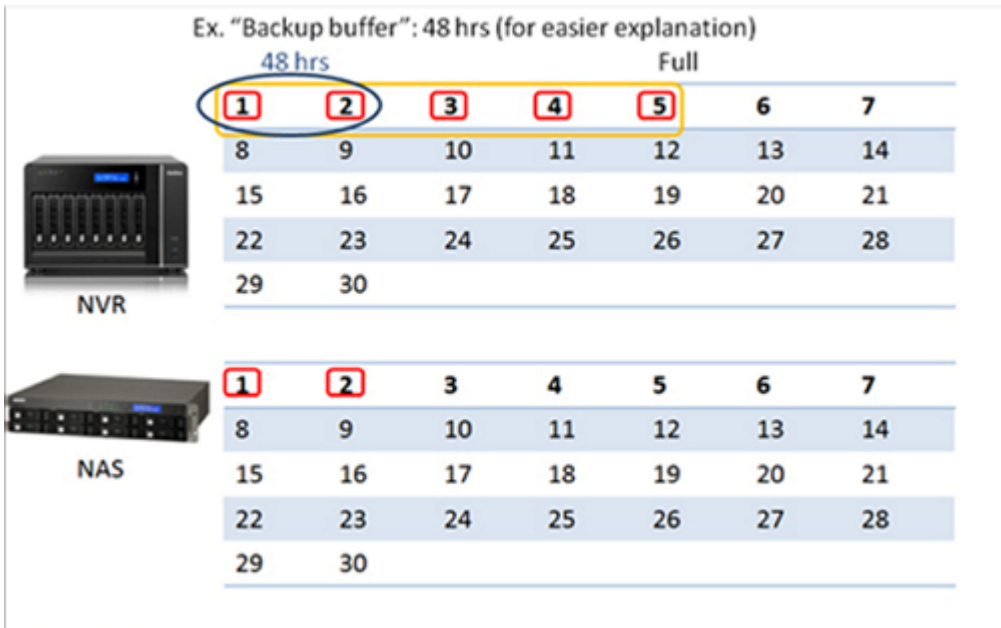 Ex. “Backup buffer”: 48 hrs (for easier explanation)
48 hrs Full
1 2 3 4 5 6 7
8 9 10 11 12 13 14
15 16 17 18 19 20 21
22 23 24 25 26 27 28
29 30
NVR
1 2 3 4 5 6 7
8 9 10 11 12 13 14
15 16 17 18 19 20 21
22 23 24 25 26 27 28
29 30
NAS